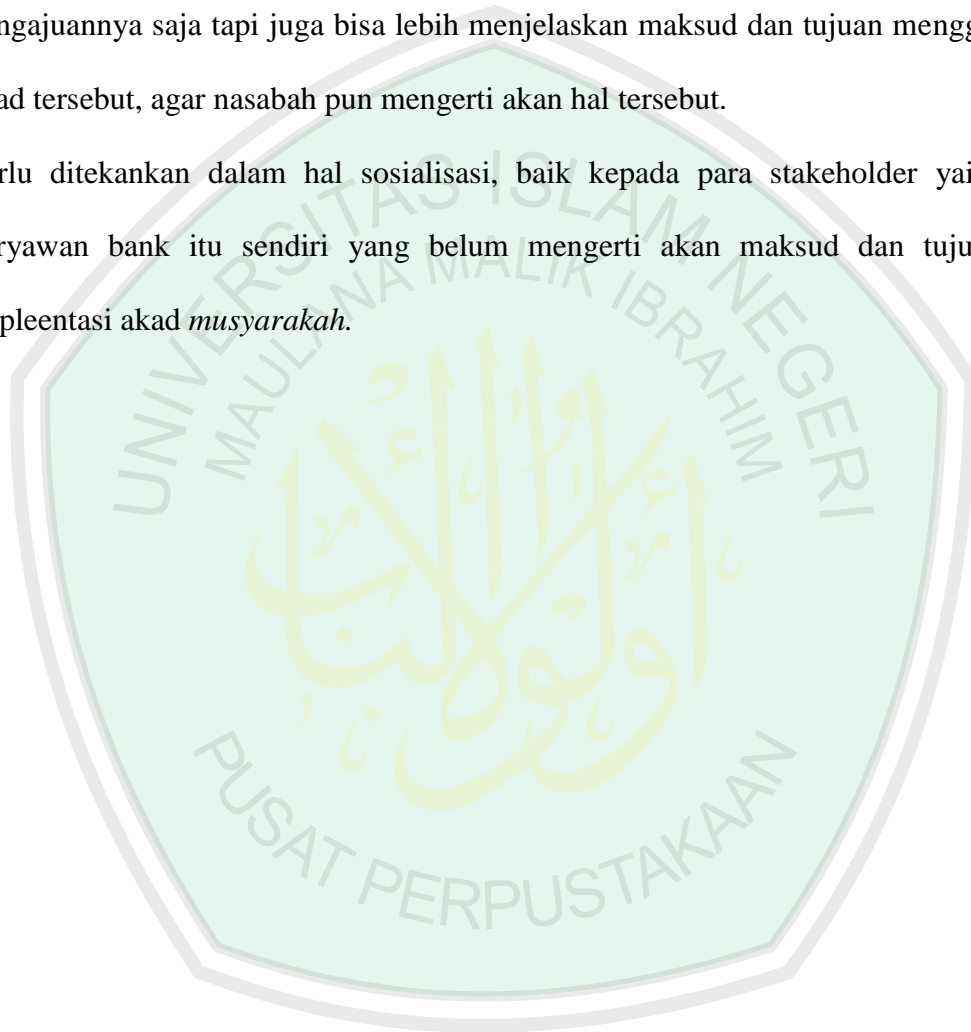 ngajuannya saja tapi juga bisa lebih menjelaskan maksud dan tujuan mengg
ad tersebut, agar nasabah pun mengerti akan hal tersebut.
rlu ditekankan dalam hal sosialisasi, baik kepada para stakeholder yai
ryawan bank itu sendiri yang belum mengerti akan maksud dan tuju
pleentasi akad musyarakah.
UNIVERSITAS ISLAM NEGERI
MAULANA MALIK IBRAHIM
أولوا الألباب
PUSAT PERPUSTAKAAN